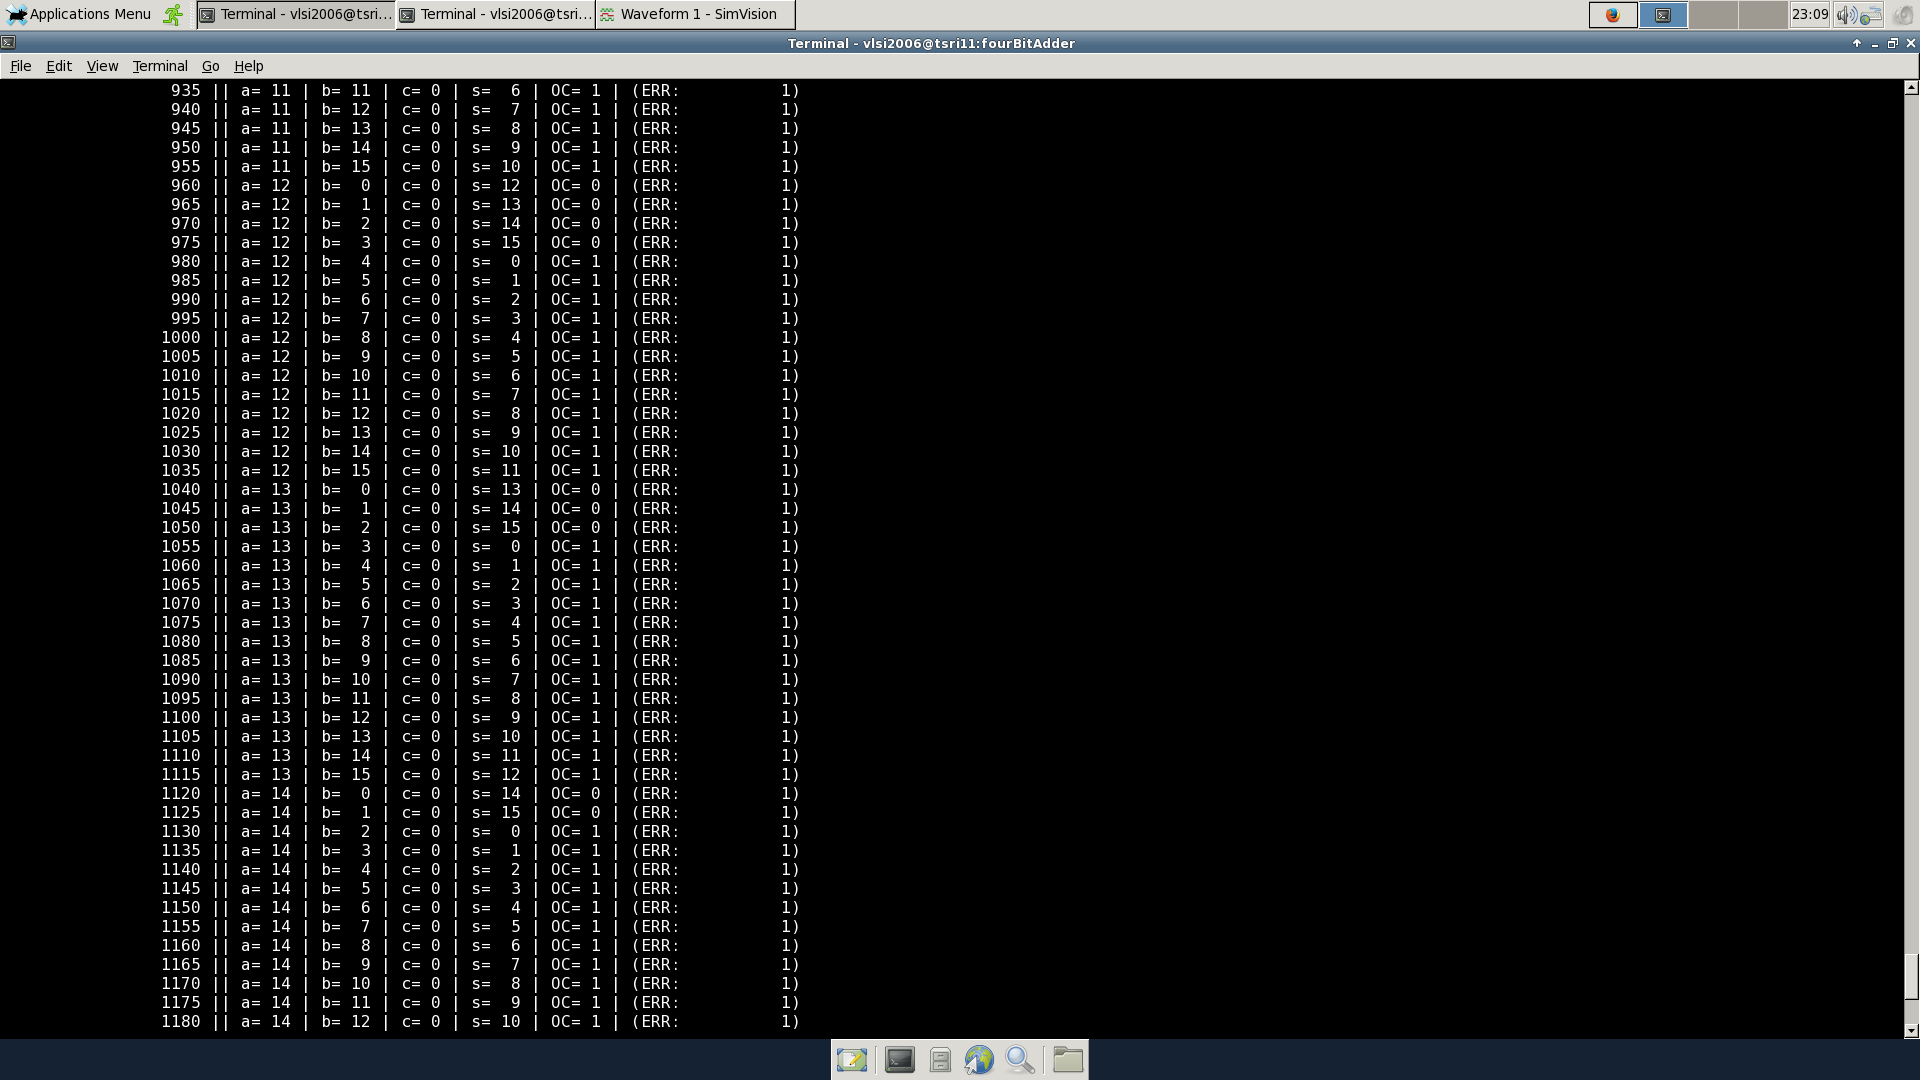 Applications Menu
Terminal - vlsi2006@tsri...
Terminal - vlsi2006@tsri...
Waveform 1 - SimVision
23:09
Terminal - vlsi2006@tsri11:fourBitAdder
File Edit View Terminal Go Help
935 || a= 11 | b= 11 | c= 0 | s=  6 | OC= 1 | (ERR:          1)
940 || a= 11 | b= 12 | c= 0 | s=  7 | OC= 1 | (ERR:          1)
945 || a= 11 | b= 13 | c= 0 | s=  8 | OC= 1 | (ERR:          1)
950 || a= 11 | b= 14 | c= 0 | s=  9 | OC= 1 | (ERR:          1)
955 || a= 11 | b= 15 | c= 0 | s= 10 | OC= 1 | (ERR:          1)
960 || a= 12 | b=  0 | c= 0 | s= 12 | OC= 0 | (ERR:          1)
965 || a= 12 | b=  1 | c= 0 | s= 13 | OC= 0 | (ERR:          1)
970 || a= 12 | b=  2 | c= 0 | s= 14 | OC= 0 | (ERR:          1)
975 || a= 12 | b=  3 | c= 0 | s= 15 | OC= 0 | (ERR:          1)
980 || a= 12 | b=  4 | c= 0 | s=  0 | OC= 1 | (ERR:          1)
985 || a= 12 | b=  5 | c= 0 | s=  1 | OC= 1 | (ERR:          1)
990 || a= 12 | b=  6 | c= 0 | s=  2 | OC= 1 | (ERR:          1)
995 || a= 12 | b=  7 | c= 0 | s=  3 | OC= 1 | (ERR:          1)
1000 || a= 12 | b=  8 | c= 0 | s=  4 | OC= 1 | (ERR:          1)
1005 || a= 12 | b=  9 | c= 0 | s=  5 | OC= 1 | (ERR:          1)
1010 || a= 12 | b= 10 | c= 0 | s=  6 | OC= 1 | (ERR:          1)
1015 || a= 12 | b= 11 | c= 0 | s=  7 | OC= 1 | (ERR:          1)
1020 || a= 12 | b= 12 | c= 0 | s=  8 | OC= 1 | (ERR:          1)
1025 || a= 12 | b= 13 | c= 0 | s=  9 | OC= 1 | (ERR:          1)
1030 || a= 12 | b= 14 | c= 0 | s= 10 | OC= 1 | (ERR:          1)
1035 || a= 12 | b= 15 | c= 0 | s= 11 | OC= 1 | (ERR:          1)
1040 || a= 13 | b=  0 | c= 0 | s= 13 | OC= 0 | (ERR:          1)
1045 || a= 13 | b=  1 | c= 0 | s= 14 | OC= 0 | (ERR:          1)
1050 || a= 13 | b=  2 | c= 0 | s= 15 | OC= 0 | (ERR:          1)
1055 || a= 13 | b=  3 | c= 0 | s=  0 | OC= 1 | (ERR:          1)
1060 || a= 13 | b=  4 | c= 0 | s=  1 | OC= 1 | (ERR:          1)
1065 || a= 13 | b=  5 | c= 0 | s=  2 | OC= 1 | (ERR:          1)
1070 || a= 13 | b=  6 | c= 0 | s=  3 | OC= 1 | (ERR:          1)
1075 || a= 13 | b=  7 | c= 0 | s=  4 | OC= 1 | (ERR:          1)
1080 || a= 13 | b=  8 | c= 0 | s=  5 | OC= 1 | (ERR:          1)
1085 || a= 13 | b=  9 | c= 0 | s=  6 | OC= 1 | (ERR:          1)
1090 || a= 13 | b= 10 | c= 0 | s=  7 | OC= 1 | (ERR:          1)
1095 || a= 13 | b= 11 | c= 0 | s=  8 | OC= 1 | (ERR:          1)
1100 || a= 13 | b= 12 | c= 0 | s=  9 | OC= 1 | (ERR:          1)
1105 || a= 13 | b= 13 | c= 0 | s= 10 | OC= 1 | (ERR:          1)
1110 || a= 13 | b= 14 | c= 0 | s= 11 | OC= 1 | (ERR:          1)
1115 || a= 13 | b= 15 | c= 0 | s= 12 | OC= 1 | (ERR:          1)
1120 || a= 14 | b=  0 | c= 0 | s= 14 | OC= 0 | (ERR:          1)
1125 || a= 14 | b=  1 | c= 0 | s= 15 | OC= 0 | (ERR:          1)
1130 || a= 14 | b=  2 | c= 0 | s=  0 | OC= 1 | (ERR:          1)
1135 || a= 14 | b=  3 | c= 0 | s=  1 | OC= 1 | (ERR:          1)
1140 || a= 14 | b=  4 | c= 0 | s=  2 | OC= 1 | (ERR:          1)
1145 || a= 14 | b=  5 | c= 0 | s=  3 | OC= 1 | (ERR:          1)
1150 || a= 14 | b=  6 | c= 0 | s=  4 | OC= 1 | (ERR:          1)
1155 || a= 14 | b=  7 | c= 0 | s=  5 | OC= 1 | (ERR:          1)
1160 || a= 14 | b=  8 | c= 0 | s=  6 | OC= 1 | (ERR:          1)
1165 || a= 14 | b=  9 | c= 0 | s=  7 | OC= 1 | (ERR:          1)
1170 || a= 14 | b= 10 | c= 0 | s=  8 | OC= 1 | (ERR:          1)
1175 || a= 14 | b= 11 | c= 0 | s=  9 | OC= 1 | (ERR:          1)
1180 || a= 14 | b= 12 | c= 0 | s= 10 | OC= 1 | (ERR:          1)